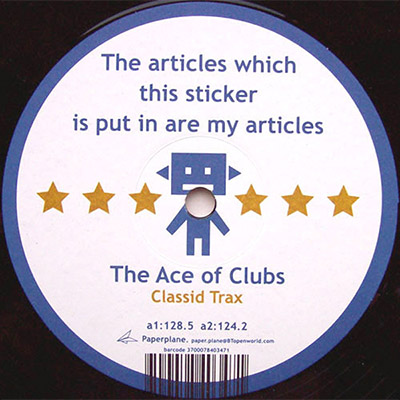 The articles which
this sticker
is put in are my articles
The Ace of Clubs
Classid Trax
a1:128.5 a2:124.2
Paperplane. paper.plane@BTopenworld.com
barcode 3700078403471